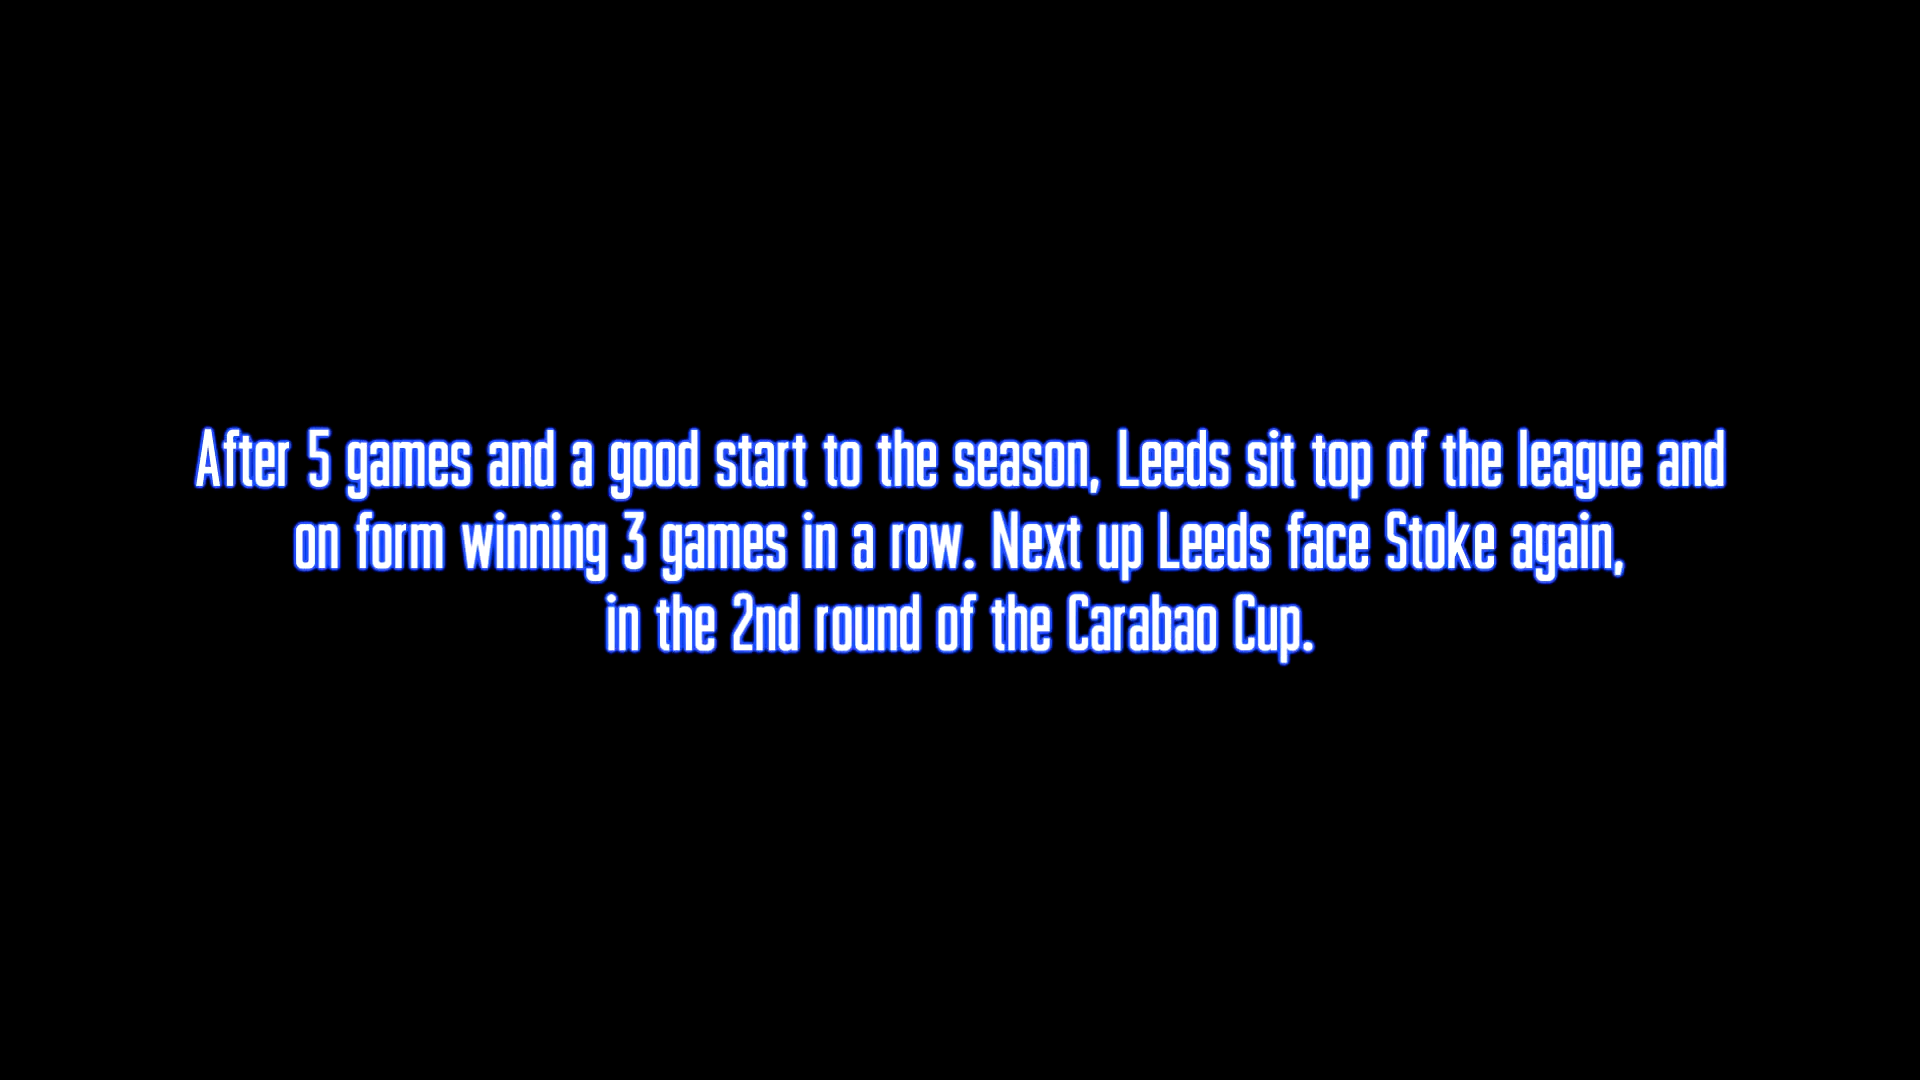 After 5 games and a good start to the season, Leeds sit top of the league and
on form winning 3 games in a row. Next up Leeds face Stoke again,
in the 2nd round of the Carabao Cup.